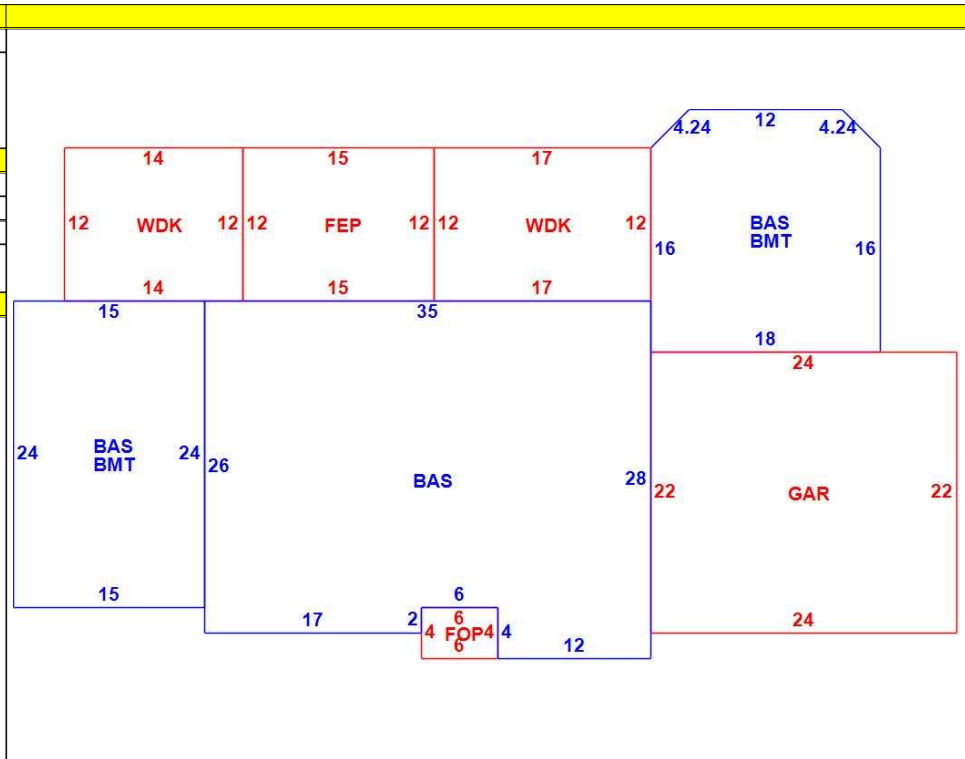 4.24 12 4.24
14 15 17
12 WDK 12 12 FEP 12 12 WDK 12
BAS
BMT
16 16
14 15 17
15 35
18
24
24 BAS
BMT 24
26 BAS 28
22 GAR 22
15
6
17 2
6
4 FOP 4 4
6
12
24